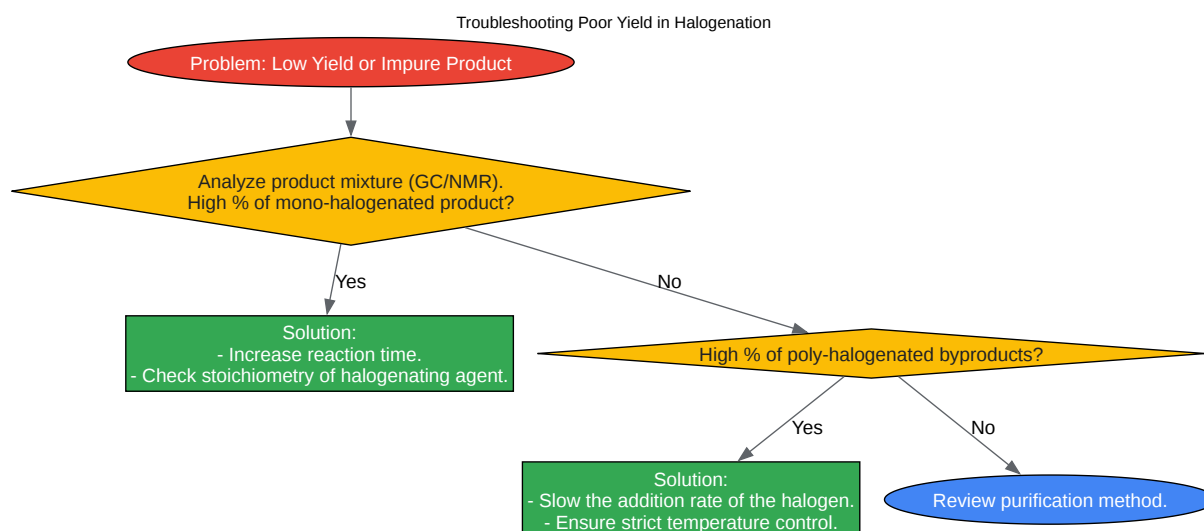 Troubleshooting Poor Yield in Halogenation
Problem: Low Yield or Impure Product
Analyze product mixture (GC/NMR).
High % of mono-halogenated product?
Yes
No
Solution:
- Increase reaction time.
- Check stoichiometry of halogenating agent.
High % of poly-halogenated byproducts?
Yes
No
Solution:
- Slow the addition rate of the halogen.
- Ensure strict temperature control.
Review purification method.